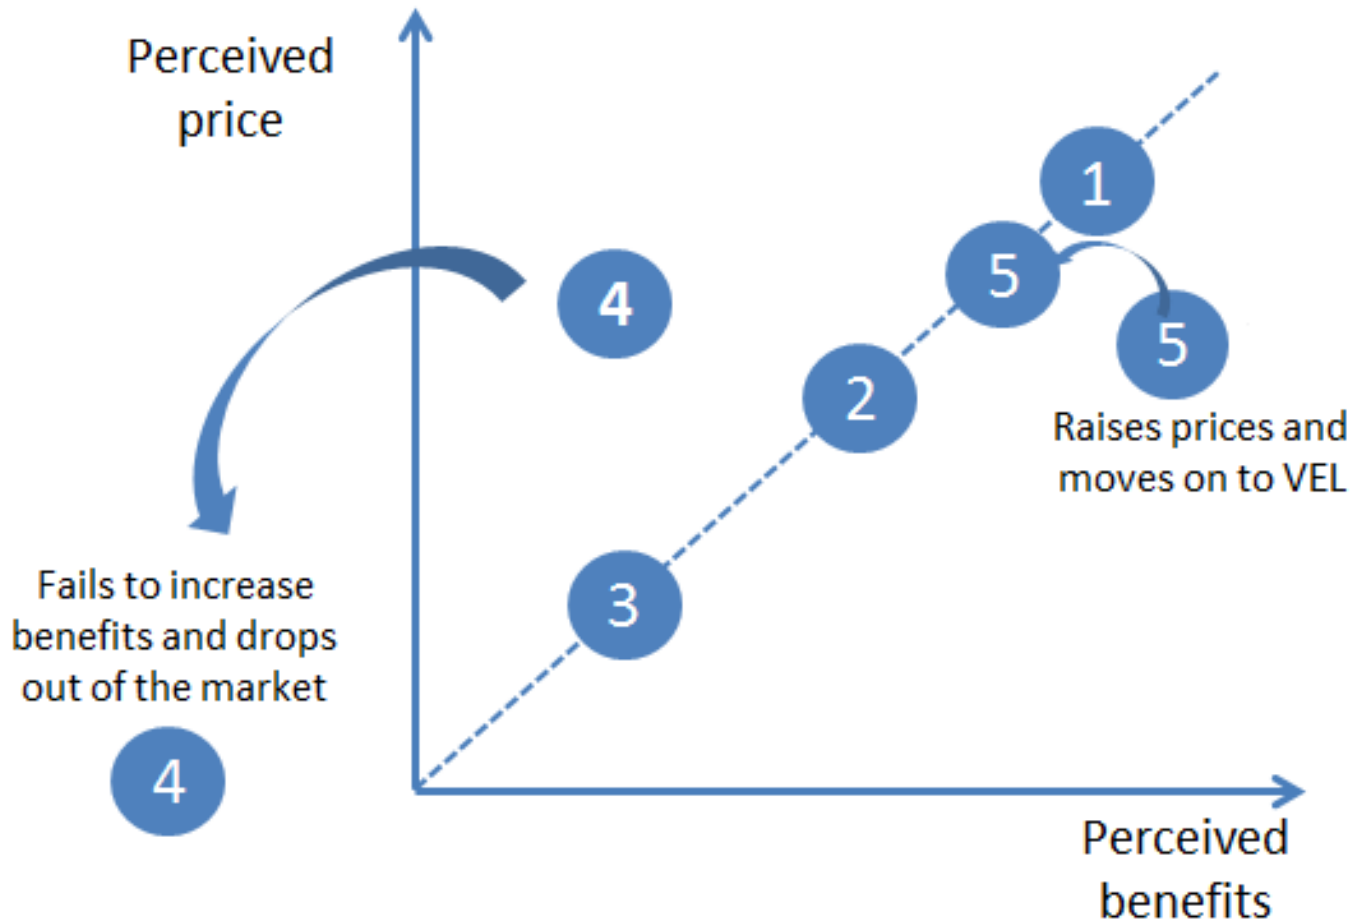 Perceived
price
1
5
4
5
2
Raises prices and
moves on to VEL
Fails to increase
benefits and drops
out of the market
3
4
Perceived
benefits